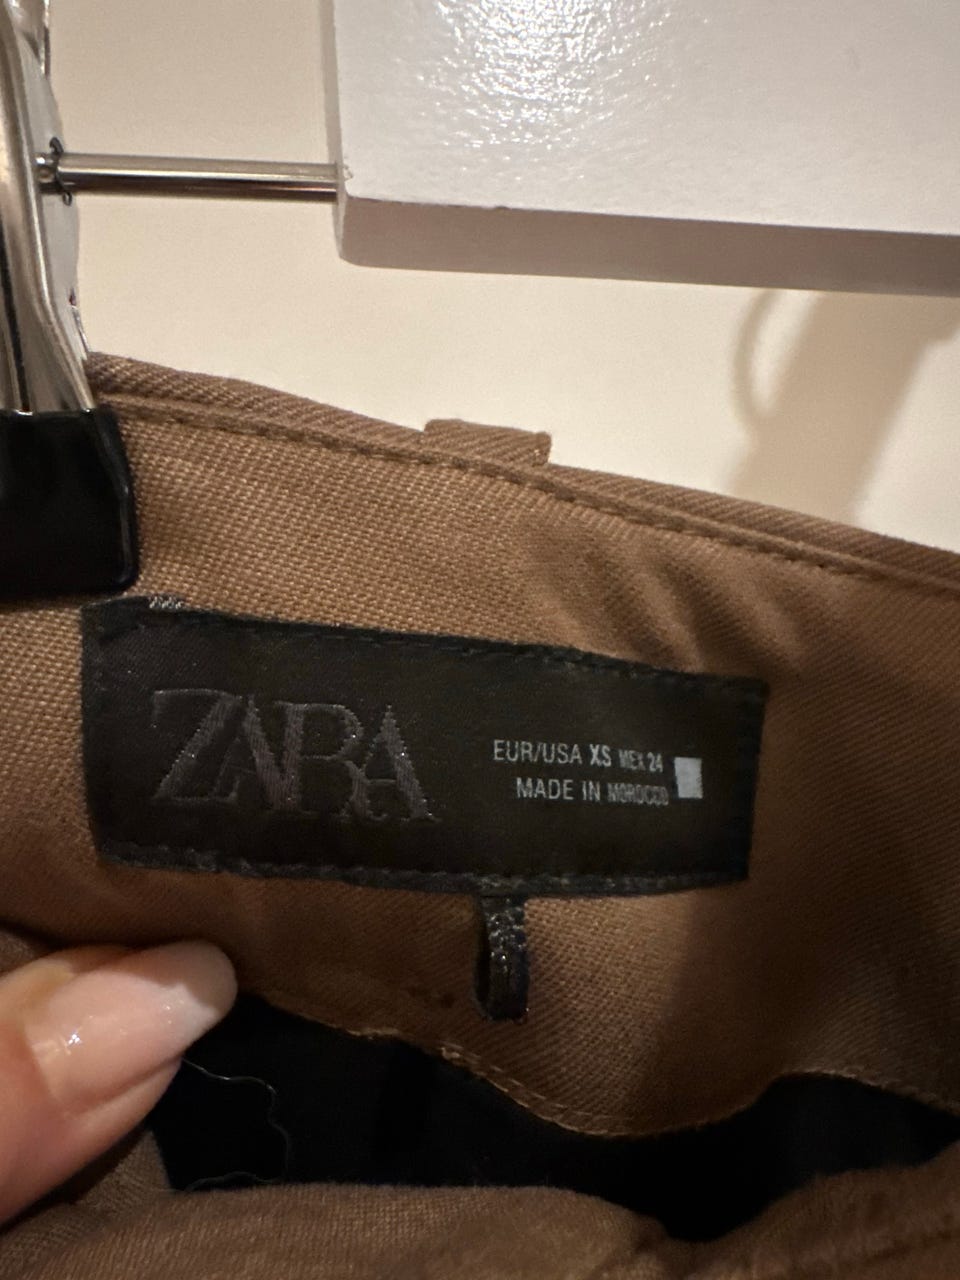 ZARA
EUR/USA XS MEX 24
MADE IN MOROCCO